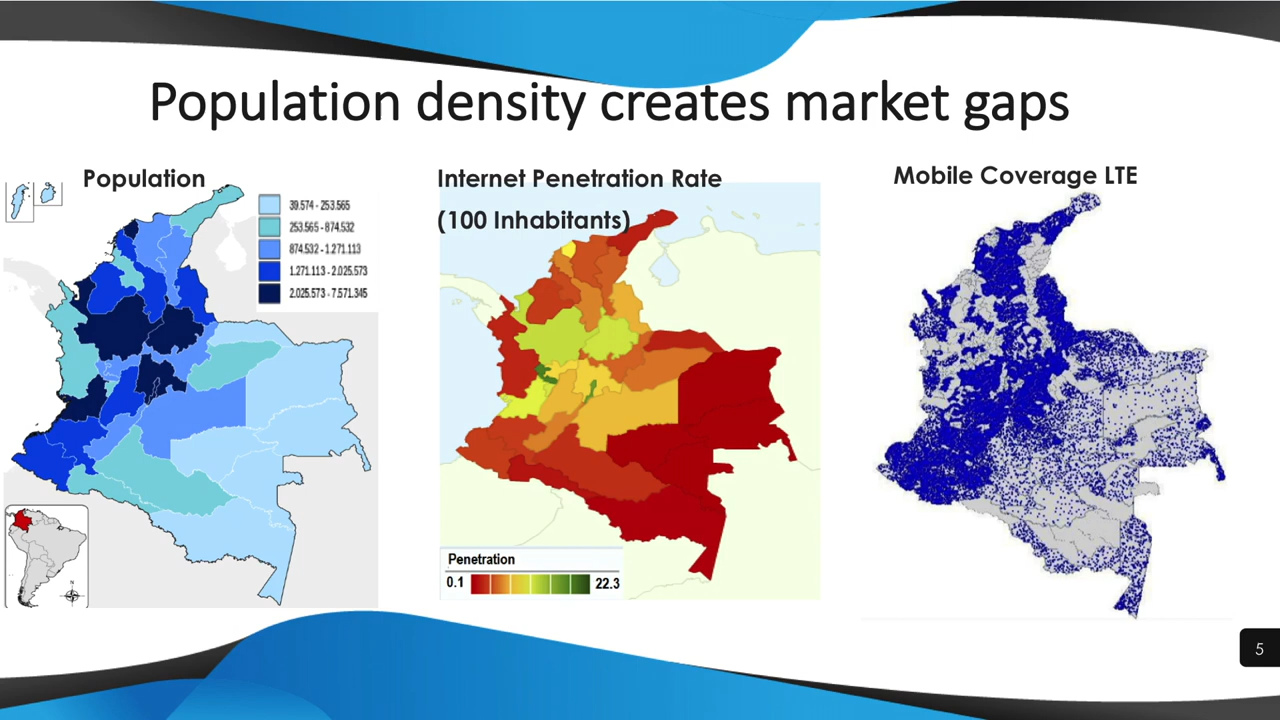 Population density creates market gaps
Population
39.574 - 253.565
253.565 - 874.532
874.532 - 1.271.113
1.271.113 - 2.025.573
2.025.573 - 7.571.345
N
Internet Penetration Rate
(100 Inhabitants)
Penetration
0.1
22.3
Mobile Coverage LTE
5